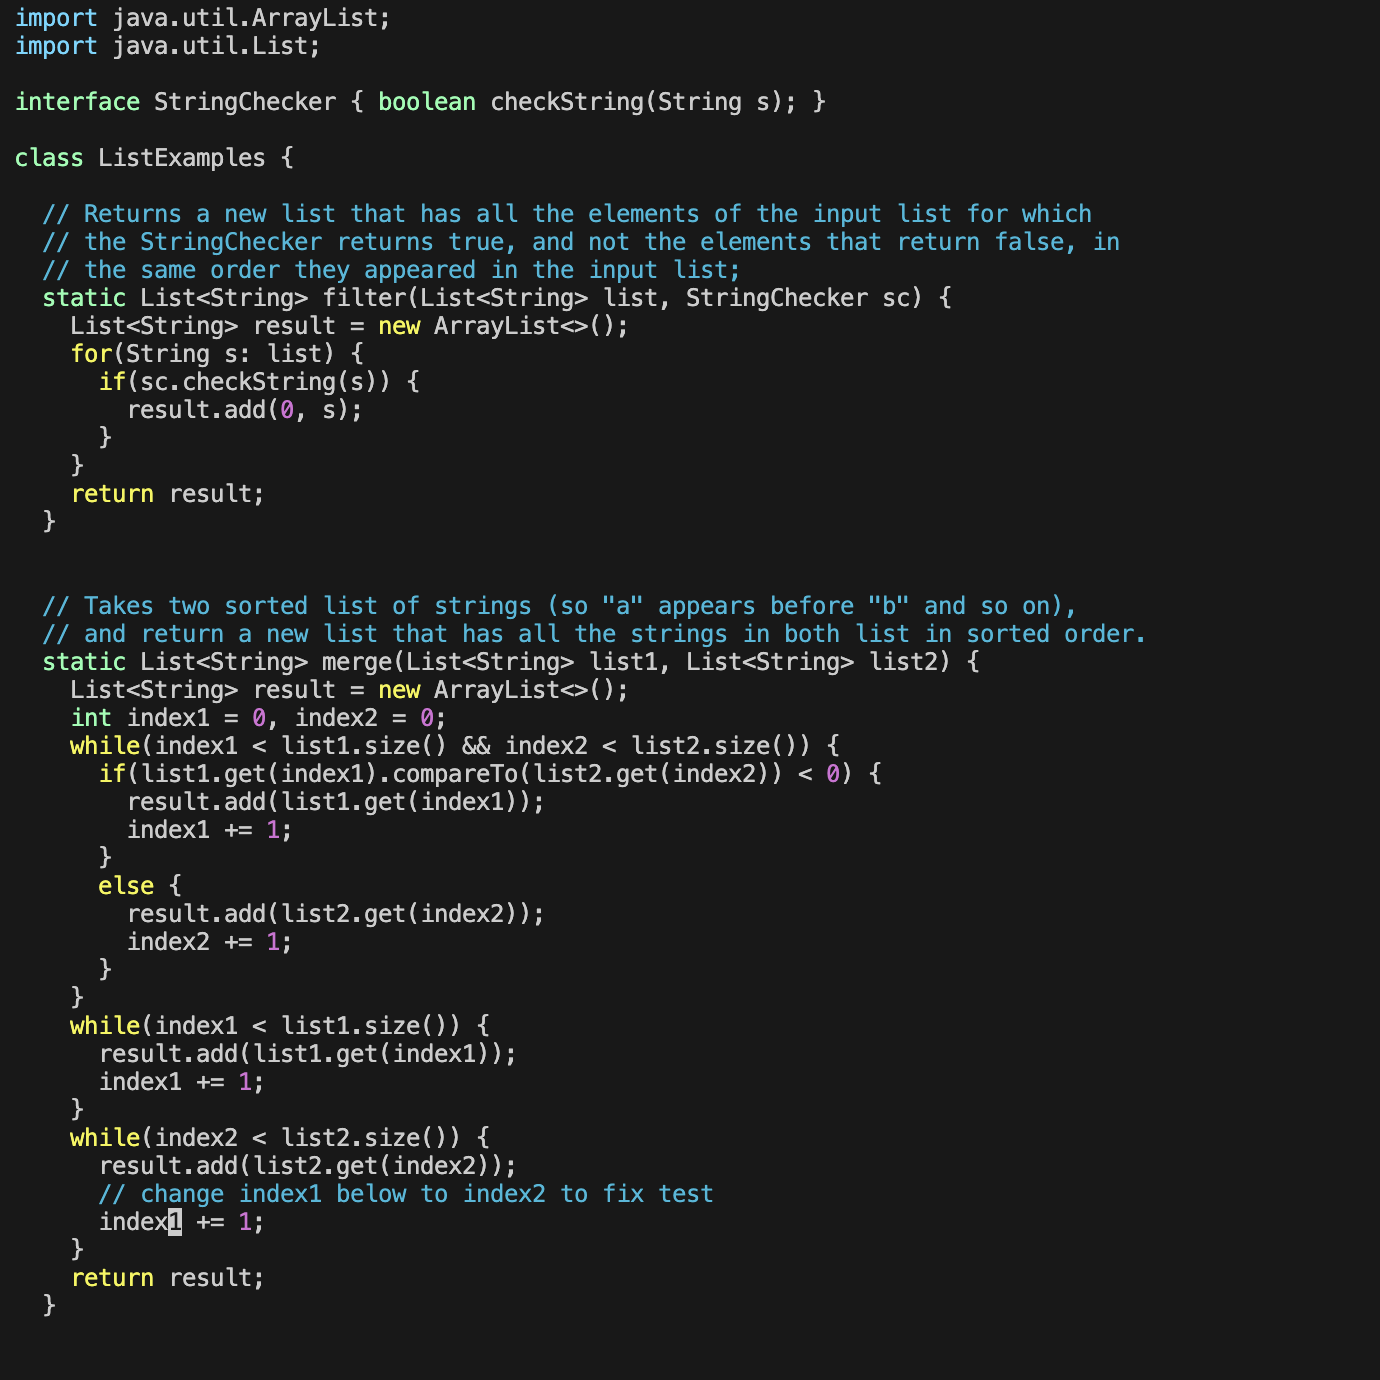 import java.util.ArrayList;
import java.util.List;

interface StringChecker { boolean checkString(String s); }

class ListExamples {

  // Returns a new list that has all the elements of the input list for which
  // the StringChecker returns true, and not the elements that return false, in
  // the same order they appeared in the input list;
  static List<String> filter(List<String> list, StringChecker sc) {
    List<String> result = new ArrayList<>();
    for(String s: list) {
      if(sc.checkString(s)) {
        result.add(0, s);
      }
    }
    return result;
  }


  // Takes two sorted list of strings (so "a" appears before "b" and so on),
  // and return a new list that has all the strings in both list in sorted order.
  static List<String> merge(List<String> list1, List<String> list2) {
    List<String> result = new ArrayList<>();
    int index1 = 0, index2 = 0;
    while(index1 < list1.size() && index2 < list2.size()) {
      if(list1.get(index1).compareTo(list2.get(index2)) < 0) {
        result.add(list1.get(index1));
        index1 += 1;
      }
      else {
        result.add(list2.get(index2));
        index2 += 1;
      }
    }
    while(index1 < list1.size()) {
      result.add(list1.get(index1));
      index1 += 1;
    }
    while(index2 < list2.size()) {
      result.add(list2.get(index2));
      // change index1 below to index2 to fix test
      index1 += 1;
    }
    return result;
  }